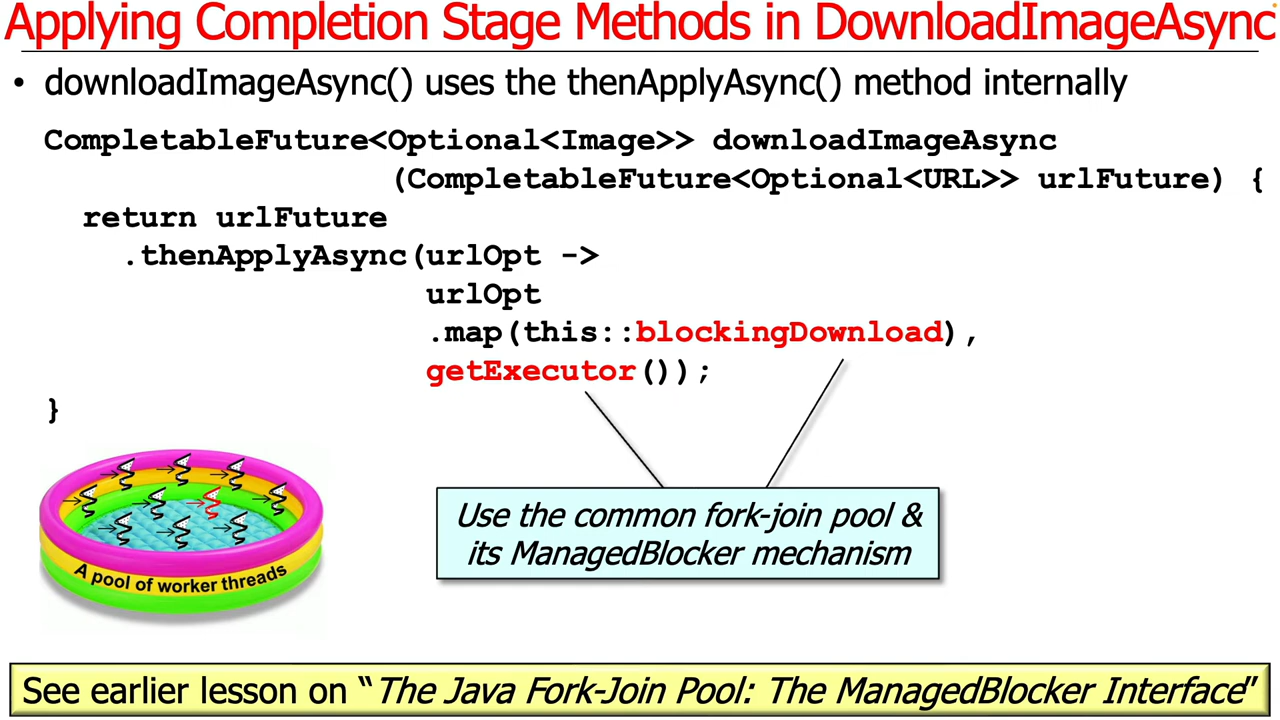 Applying Completion Stage Methods in DownloadImageAsync
• downloadImageAsync() uses the thenApplyAsync() method internally
CompletableFuture<Optional<Image>> downloadImageAsync
(CompletableFuture<Optional<URL>> urlFuture) {
return urlFuture
.thenApplyAsync(urlOpt ->
urlOpt
.map(this::blockingDownload),
getExecutor());
}
Use the common fork-join pool &
its ManagedBlocker mechanism
A pool of worker threads
See earlier lesson on “The Java Fork-Join Pool: The ManagedBlocker Interface”